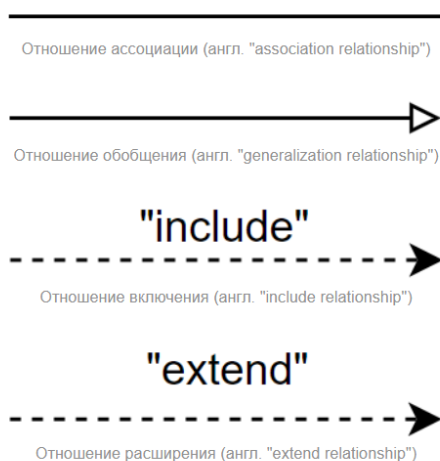 Отношение ассоциации (англ. "association relationship")
Отношение обобщения (англ. "generalization relationship")
"include"
Отношение включения (англ. "include relationship")
"extend"
Отношение расширения (англ. "extend relationship")